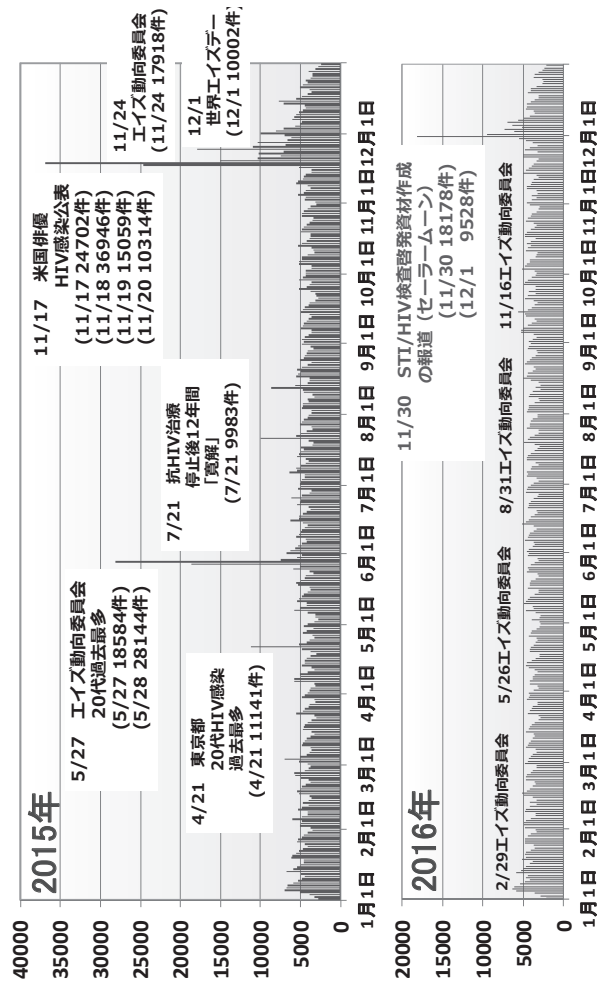 2015年
40000
35000
30000
25000
20000
15000
10000
5000
0
5/27 エイズ動向委員会
20代過去最多
(5/27 18584件)
(5/28 28144件)
4/21 東京都
20代HIV感染
過去最多
(4/21 11141件)
7/21 抗HIV治療
停止後12年間
「寛解」
(7/21 9983件)
11/17 米国俳優
HIV感染公表
(11/17 24702件)
(11/18 36946件)
(11/19 15059件)
(11/20 10314件)
11/24
エイズ動向委員会
(11/24 17918件)
12/1
世界エイズデー
(12/1 10002件)
1月1日 2月1日 3月1日 4月1日 5月1日 6月1日 7月1日 8月1日 9月1日 10月1日 11月1日 12月1日
2016年
20000
15000
10000
5000
0
11/30 STI/HIV検査啓発資材作成
の報道（セーラームーン）
(11/30 18178件)
(12/1 9528件)
2/29エイズ動向委員会
5/26エイズ動向委員会
8/31エイズ動向委員会
11/16エイズ動向委員会
1月1日 2月1日 3月1日 4月1日 5月1日 6月1日 7月1日 8月1日 9月1日 10月1日 11月1日 12月1日